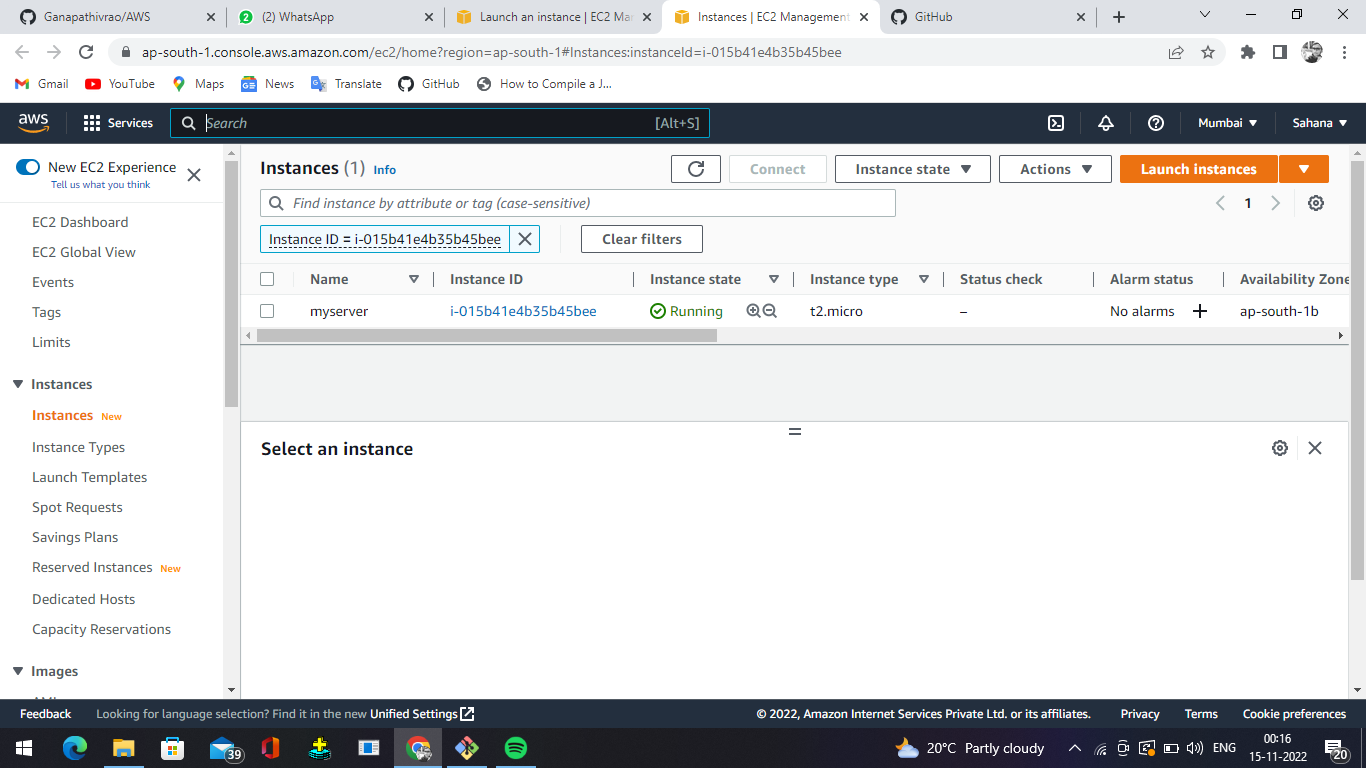 Ganapathivrao/AWS
(2) WhatsApp
Launch an instance | EC2 Ma
Instances | EC2 Management
GitHub
ap-south-1.console.aws.amazon.com/ec2/home?region=ap-south-1#Instances:instanceId=i-015b41e4b35b45bee
Gmail YouTube Maps News Translate GitHub How to Compile a J...
aws Services Search [Alt+S] Mumbai Sahana
New EC2 Experience
Tell us what you think
EC2 Dashboard
EC2 Global View
Events
Tags
Limits
Instances
Instances New
Instance Types
Launch Templates
Spot Requests
Savings Plans
Reserved Instances New
Dedicated Hosts
Capacity Reservations
Images
Instances (1) Info
Connect Instance state Actions Launch instances
Find instance by attribute or tag (case-sensitive)
1
Instance ID = i-015b41e4b35b45bee
Clear filters
Name Instance ID Instance state Instance type Status check Alarm status Availability Zone
myserver i-015b41e4b35b45bee Running t2.micro – No alarms ap-south-1b
Select an instance
Feedback Looking for language selection? Find it in the new Unified Settings © 2022, Amazon Internet Services Private Ltd. or its affiliates. Privacy Terms Cookie preferences
39
20°C Partly cloudy ENG
00:16
15-11-2022
20